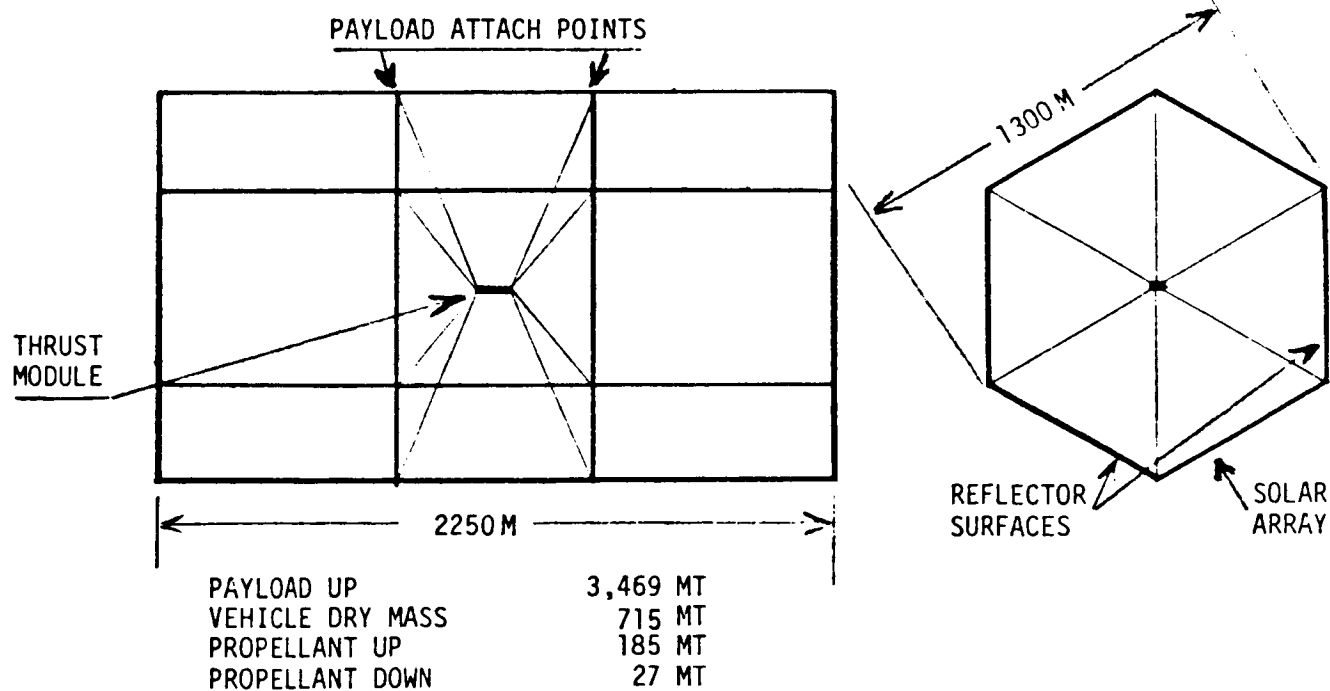 PAYLOAD ATTACH POINTS
1300 M
THRUST
MODULE
REFLECTOR
SURFACES
SOLAR
ARRAY
2250 M
PAYLOAD UP 3,469 MT
VEHICLE DRY MASS 715 MT
PROPELLANT UP 185 MT
PROPELLANT DOWN 27 MT